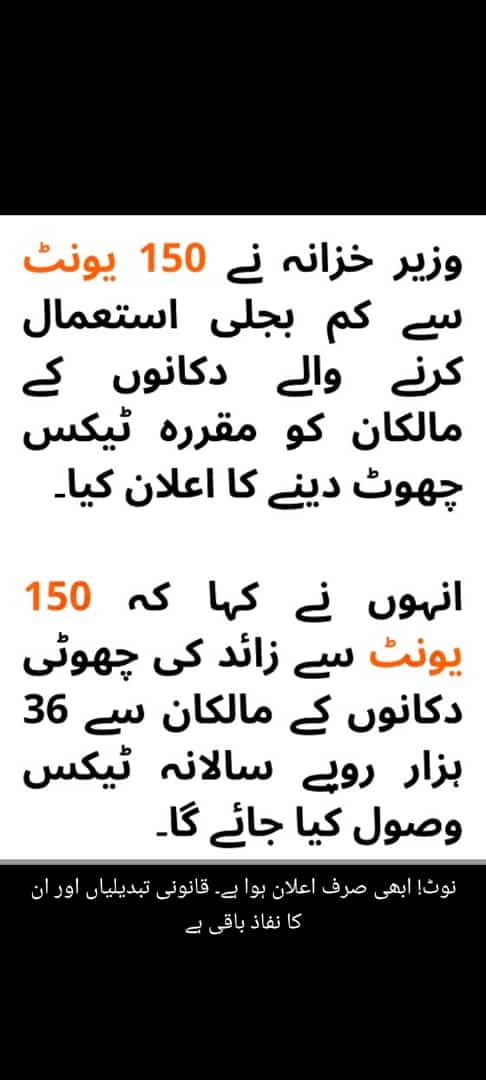 وزیر خزانہ نے 150 یونٹ
سے کم بجلی استعمال
کرنے والے دکانوں کے
مالکان کو مقررہ ٹیکس
چھوٹ دینے کا اعلان کیا۔
انہوں نے کہا کہ 150
یونٹ سے زائد کی چھوٹی
دکانوں کے مالکان سے 36
ہزار روپے سالانہ ٹیکس
وصول کیا جائے گا۔
نوٹ! ابھی صرف اعلان ہوا ہے۔ قانونی تبدیلیاں اور ان
کا نفاذ باقی ہے